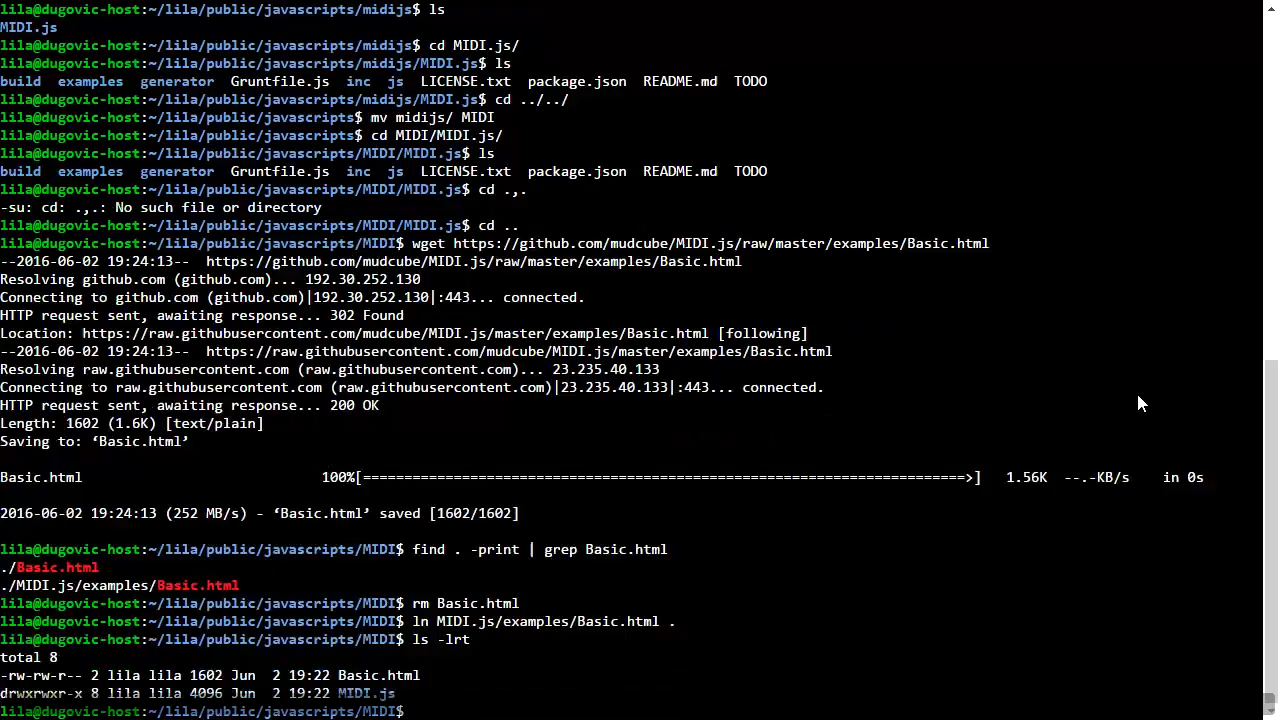 lila@dugovic-host:~/lila/public/javascripts/midijs$ ls
MIDI.js
lila@dugovic-host:~/lila/public/javascripts/midijs$ cd MIDI.js/
lila@dugovic-host:~/lila/public/javascripts/midijs/MIDI.js$ ls
build  examples  generator  Gruntfile.js  inc  js  LICENSE.txt  package.json  README.md  TODO
lila@dugovic-host:~/lila/public/javascripts/midijs/MIDI.js$ cd ../../
lila@dugovic-host:~/lila/public/javascripts$ mv midijs/ MIDI
lila@dugovic-host:~/lila/public/javascripts$ cd MIDI/MIDI.js/
lila@dugovic-host:~/lila/public/javascripts/MIDI/MIDI.js$ ls
build  examples  generator  Gruntfile.js  inc  js  LICENSE.txt  package.json  README.md  TODO
lila@dugovic-host:~/lila/public/javascripts/MIDI/MIDI.js$ cd .,.
-su: cd: .,.: No such file or directory
lila@dugovic-host:~/lila/public/javascripts/MIDI/MIDI.js$ cd ..
lila@dugovic-host:~/lila/public/javascripts/MIDI$ wget https://github.com/mudcube/MIDI.js/raw/master/examples/Basic.html
--2016-06-02 19:24:13--  https://github.com/mudcube/MIDI.js/raw/master/examples/Basic.html
Resolving github.com (github.com)... 192.30.252.130
Connecting to github.com (github.com)|192.30.252.130|:443... connected.
HTTP request sent, awaiting response... 302 Found
Location: https://raw.githubusercontent.com/mudcube/MIDI.js/master/examples/Basic.html [following]
--2016-06-02 19:24:13--  https://raw.githubusercontent.com/mudcube/MIDI.js/master/examples/Basic.html
Resolving raw.githubusercontent.com (raw.githubusercontent.com)... 23.235.40.133
Connecting to raw.githubusercontent.com (raw.githubusercontent.com)|23.235.40.133|:443... connected.
HTTP request sent, awaiting response... 200 OK
Length: 1602 (1.6K) [text/plain]
Saving to: ‘Basic.html’
Basic.html                             100%[=========================================================================>]   1.56K  --.-KB/s    in 0s
2016-06-02 19:24:13 (252 MB/s) - ‘Basic.html’ saved [1602/1602]
lila@dugovic-host:~/lila/public/javascripts/MIDI$ find . -print | grep Basic.html
./Basic.html
./MIDI.js/examples/Basic.html
lila@dugovic-host:~/lila/public/javascripts/MIDI$ rm Basic.html
lila@dugovic-host:~/lila/public/javascripts/MIDI$ ln MIDI.js/examples/Basic.html .
lila@dugovic-host:~/lila/public/javascripts/MIDI$ ls -lrt
total 8
-rw-rw-r-- 2 lila lila 1602 Jun  2 19:22 Basic.html
drwxrwxr-x 8 lila lila 4096 Jun  2 19:22 MIDI.js
lila@dugovic-host:~/lila/public/javascripts/MIDI$